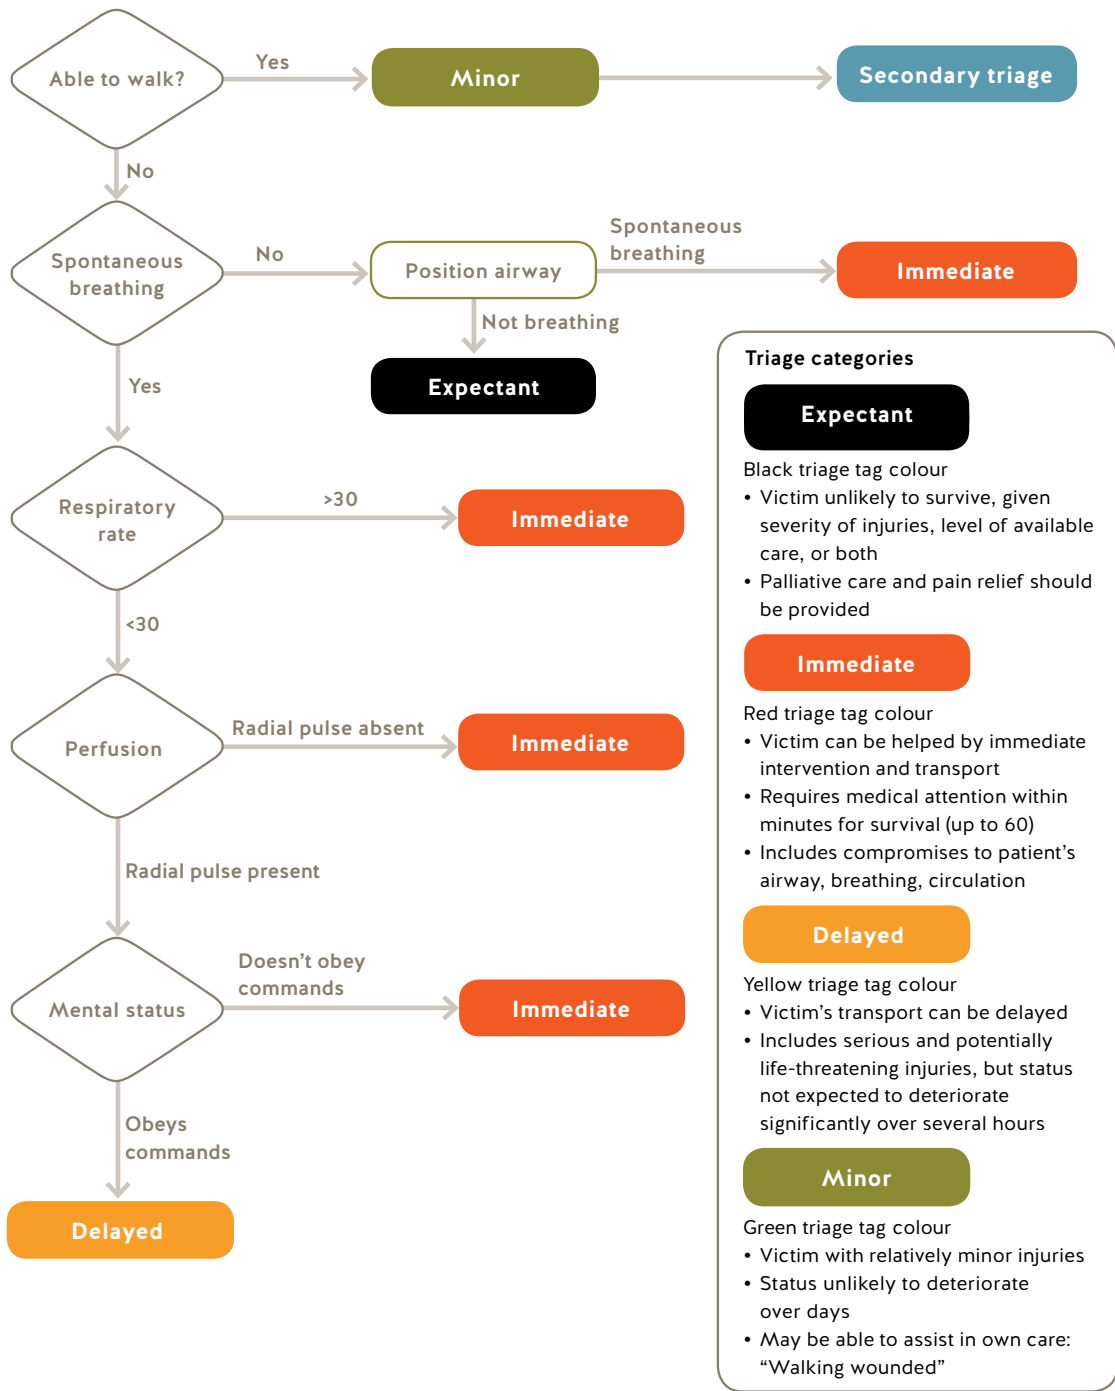 Able to walk?
Yes
Minor
Secondary triage
No
Spontaneous
breathing
No
Position airway
Spontaneous
breathing
Immediate
Not breathing
Expectant
Yes
Respiratory
rate
>30
Immediate
<30
Perfusion
Radial pulse absent
Immediate
Radial pulse present
Mental status
Doesn’t obey
commands
Immediate
Obeys
commands
Delayed
Triage categories
Expectant
Black triage tag colour
• Victim unlikely to survive, given
severity of injuries, level of available
care, or both
• Palliative care and pain relief should
be provided
Immediate
Red triage tag colour
• Victim can be helped by immediate
intervention and transport
• Requires medical attention within
minutes for survival (up to 60)
• Includes compromises to patient’s
airway, breathing, circulation
Delayed
Yellow triage tag colour
• Victim’s transport can be delayed
• Includes serious and potentially
life-threatening injuries, but status
not expected to deteriorate
significantly over several hours
Minor
Green triage tag colour
• Victim with relatively minor injuries
• Status unlikely to deteriorate
over days
• May be able to assist in own care:
“Walking wounded”